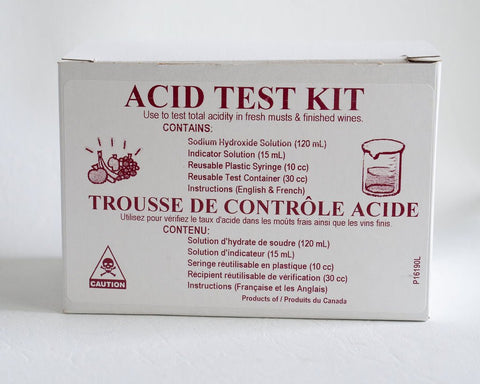 ACID TEST KIT
Use to test total acidity in fresh musts & finished wines.
CONTAINS:
Sodium Hydroxide Solution (120 mL)
Indicator Solution (15 mL)
Reusable Plastic Syringe (10 cc)
Reusable Test Container (30 cc)
Instructions (English & French)
TROUSSE DE CONTRÔLE ACIDE
Utilisez pour vérifiez le taux d'acide dans les moûts frais ainsi que les vins finis.
CONTENU:
Solution d'hydrate de soudre (120 mL)
Solution d'indicateur (15 mL)
Seringe réutilisable en plastique (10 cc)
Récipient réutilisable de vérification (30 cc)
Instructions (Française et les Anglais)
Products of / Produits du Canada
CAUTION
P16190L